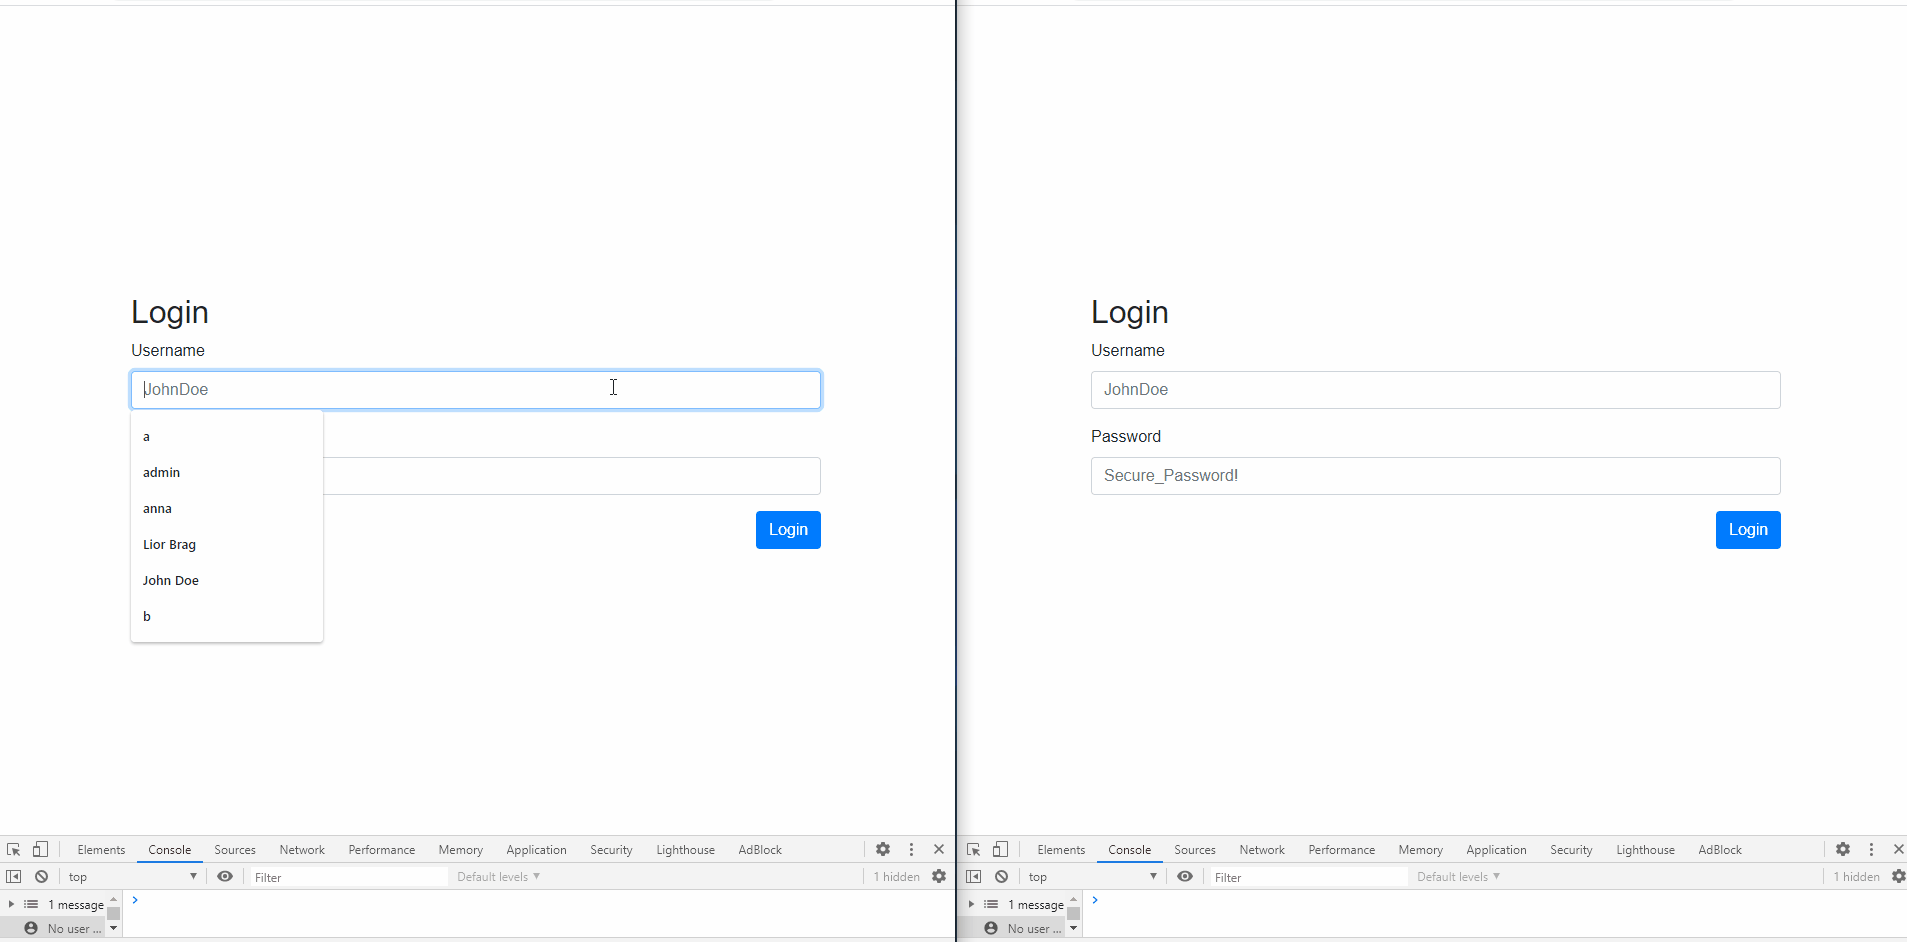 Login
Username
JohnDoe
a
admin
anna
Lior Brag
John Doe
b
Login
Elements Console Sources Network Performance Memory Application Security Lighthouse AdBlock
top Filter Default levels 1 hidden
1 message
No user ...
Login
Username
JohnDoe
Password
Secure_Password!
Login
Elements Console Sources Network Performance Memory Application Security Lighthouse AdBlock
top Filter Default levels 1 hidden
1 message
No user ...